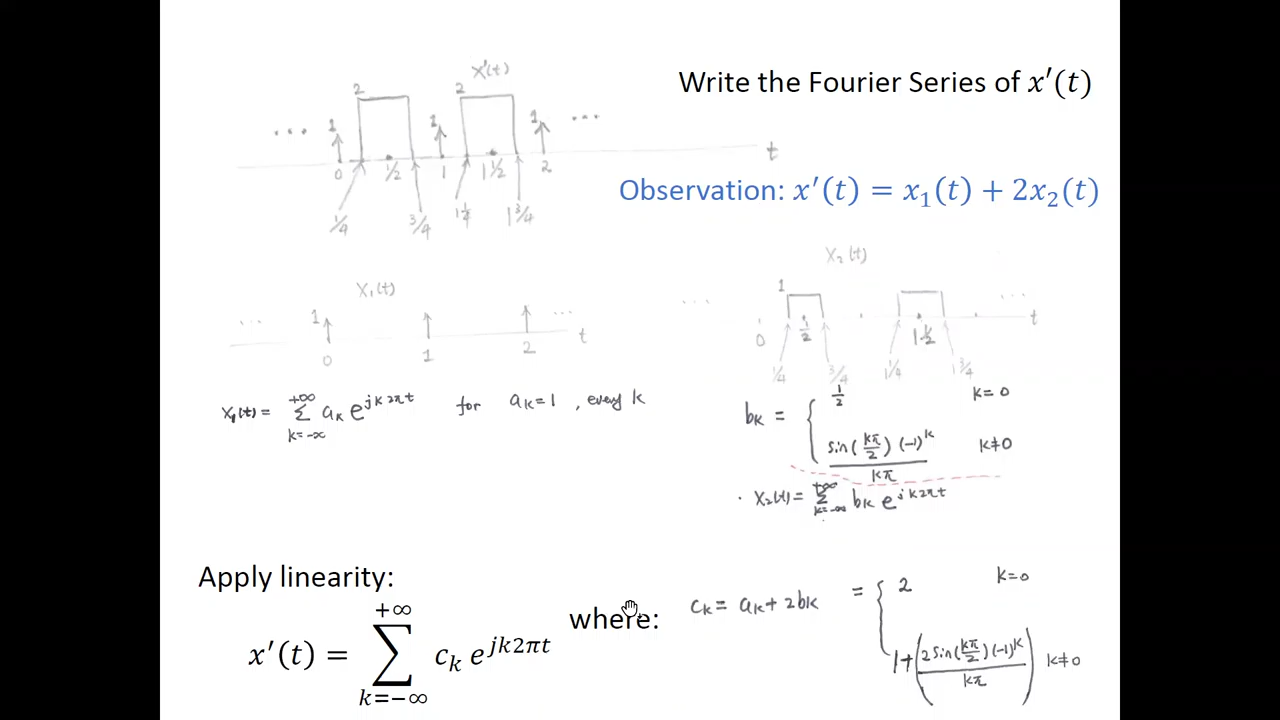 Write the Fourier Series of x′(t)
x'(t)
2 2
... 1 1 1 ...
0 1/2 1 1 1/2 2 t
1/4 3/4 1 1/4 1 3/4
Observation: x′(t) = x₁(t) + 2x₂(t)
x₁(t)
... 1 ...
0 1 2 t
x₁(t) = Σ_{k=-∞}^{+∞} aₖ e^{jk2πt} for aₖ=1 , every k
x₂(t)
... 1 ...
0 1/2 1 1/2 t
1/4 3/4 1 1/4 1 3/4
bₖ = { 1/2 k=0
sin(kπ/2) (-1)^k / kπ k≠0
. x₂(t) = Σ_{k=-∞}^{+∞} bₖ e^{jk2πt}
Apply linearity:
x′(t) = Σ_{k=−∞}^{+∞} cₖ e^{jk2πt}
where:
cₖ = aₖ + 2bₖ = { 2 k=0
1+(2 sin(kπ/2) (-1)^k / kπ) k≠0